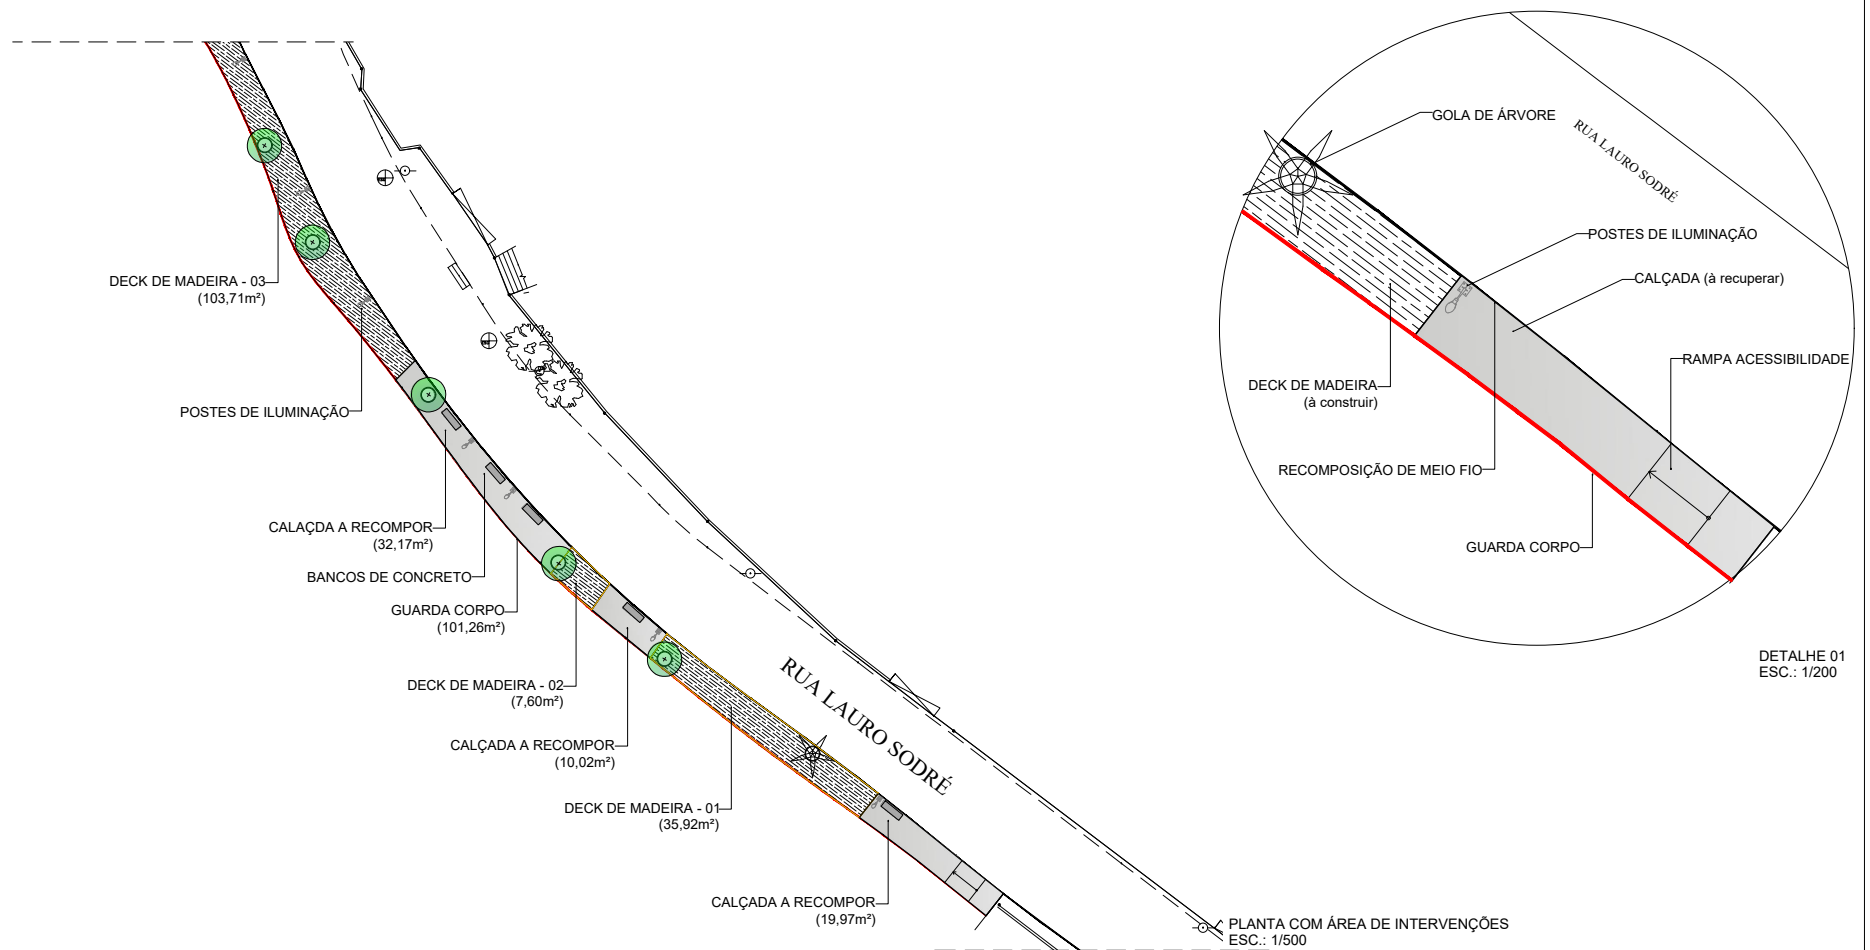 DECK DE MADEIRA - 03
(103,71m²)
POSTES DE ILUMINAÇÃO
CALAÇDA A RECOMPOR
(32,17m²)
BANCOS DE CONCRETO
GUARDA CORPO
(101,26m²)
DECK DE MADEIRA - 02
(7,60m²)
CALÇADA A RECOMPOR
(10,02m²)
DECK DE MADEIRA - 01
(35,92m²)
CALÇADA A RECOMPOR
(19,97m²)
RUA LAURO SODRÉ
PLANTA COM ÁREA DE INTERVENÇÕES
ESC.: 1/500
GOLA DE ÁRVORE
RUA LAURO SODRÉ
POSTES DE ILUMINAÇÃO
CALÇADA (à recuperar)
RAMPA ACESSIBILIDADE
DECK DE MADEIRA
(à construir)
RECOMPOSIÇÃO DE MEIO FIO
GUARDA CORPO
DETALHE 01
ESC.: 1/200